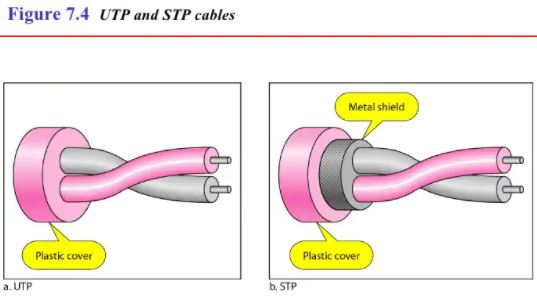 Figure 7.4 UTP and STP cables
Metal shield
Plastic cover
Plastic cover
a. UTP
b. STP